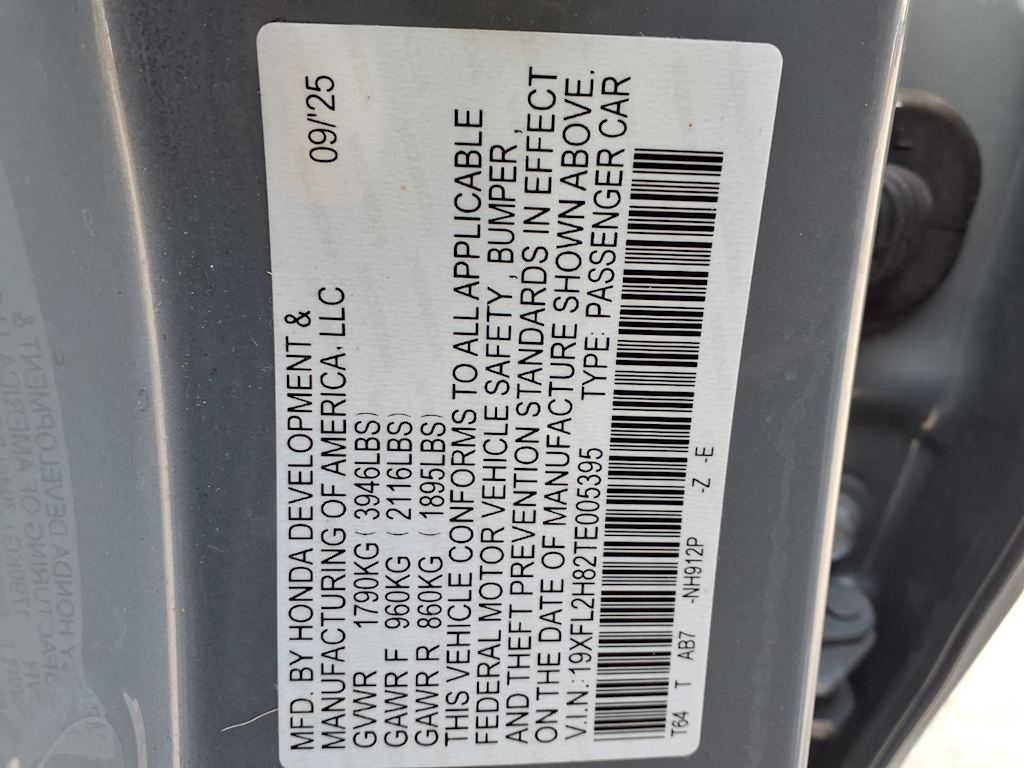 MFD. BY HONDA DEVELOPMENT &
MANUFACTURING OF AMERICA, LLC 09/'25
GVWR 1790KG ( 3946LBS)
GAWR F 960KG ( 2116LBS)
GAWR R 860KG ( 1895LBS)
THIS VEHICLE CONFORMS TO ALL APPLICABLE
FEDERAL MOTOR VEHICLE SAFETY, BUMPER,
AND THEFT PREVENTION STANDARDS IN EFFECT
ON THE DATE OF MANUFACTURE SHOWN ABOVE.
V.I.N.: 19XFL2H82TE005395 TYPE: PASSENGER CAR
T64 T AB7 -NH912P -Z -E